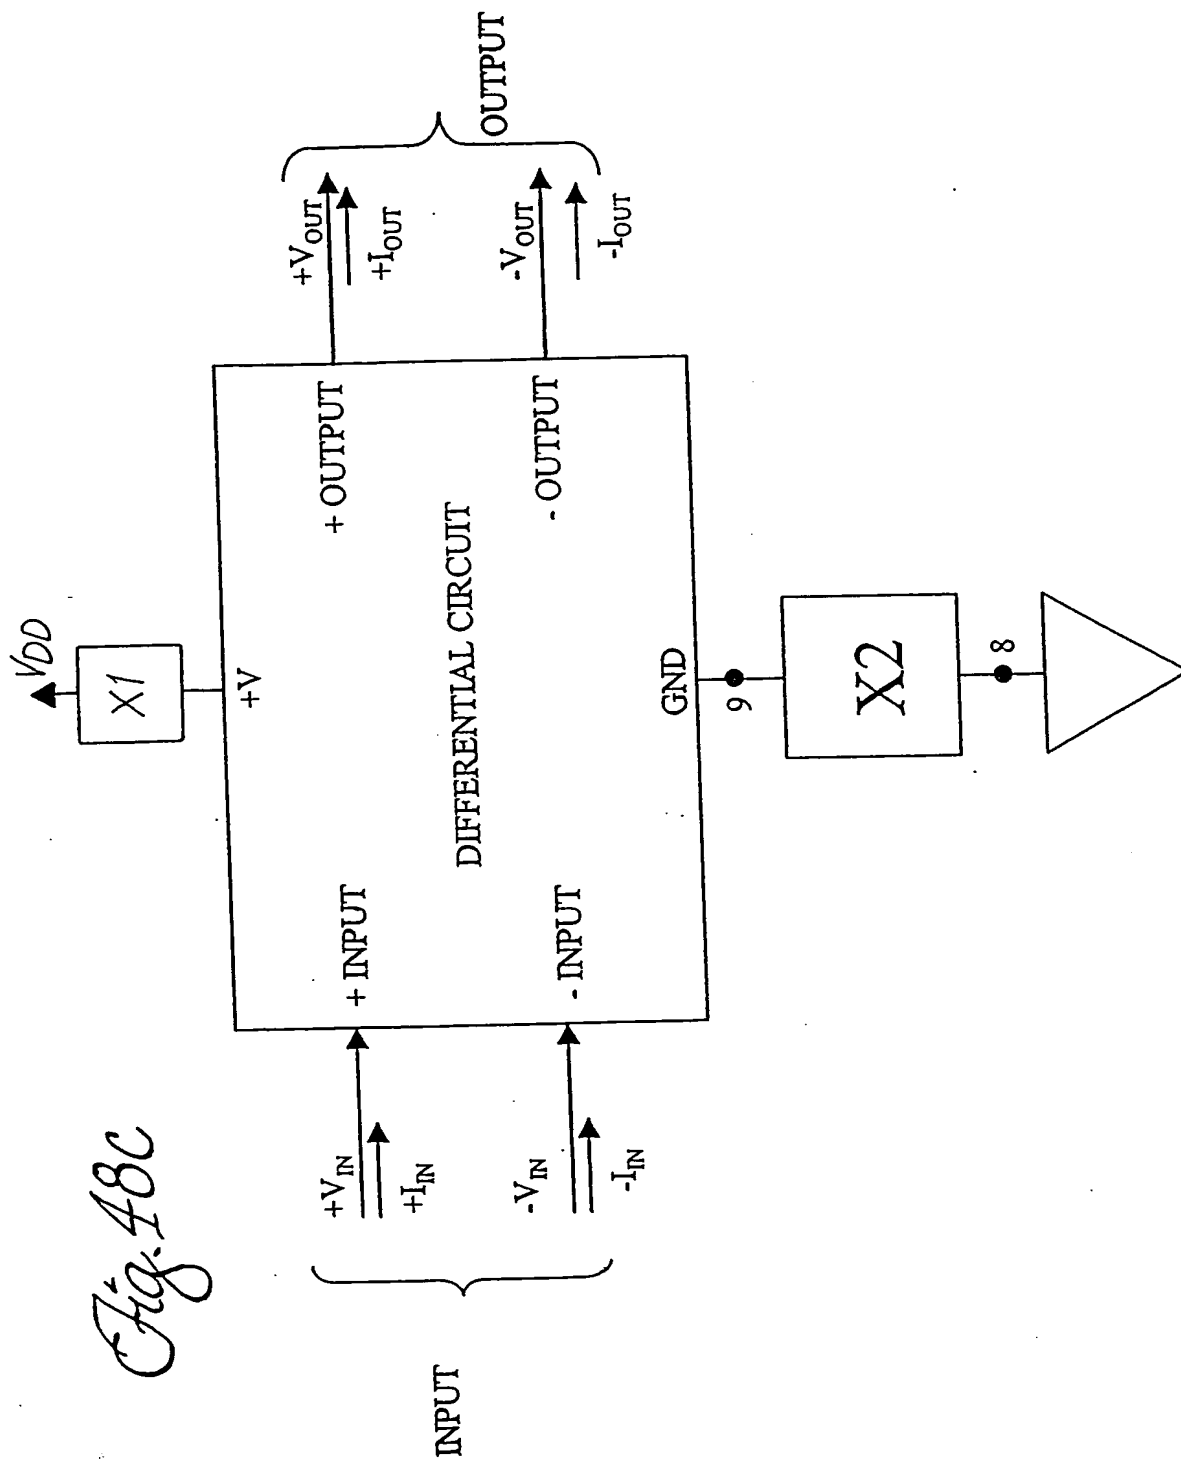 Fig. 48C
VDD
X1
+V
INPUT
+VIN
+IIN
-VIN
-IIN
+ INPUT
- INPUT
DIFFERENTIAL CIRCUIT
+ OUTPUT
- OUTPUT
+VOUT
+IOUT
-VOUT
-IOUT
OUTPUT
GND
9
X2
8